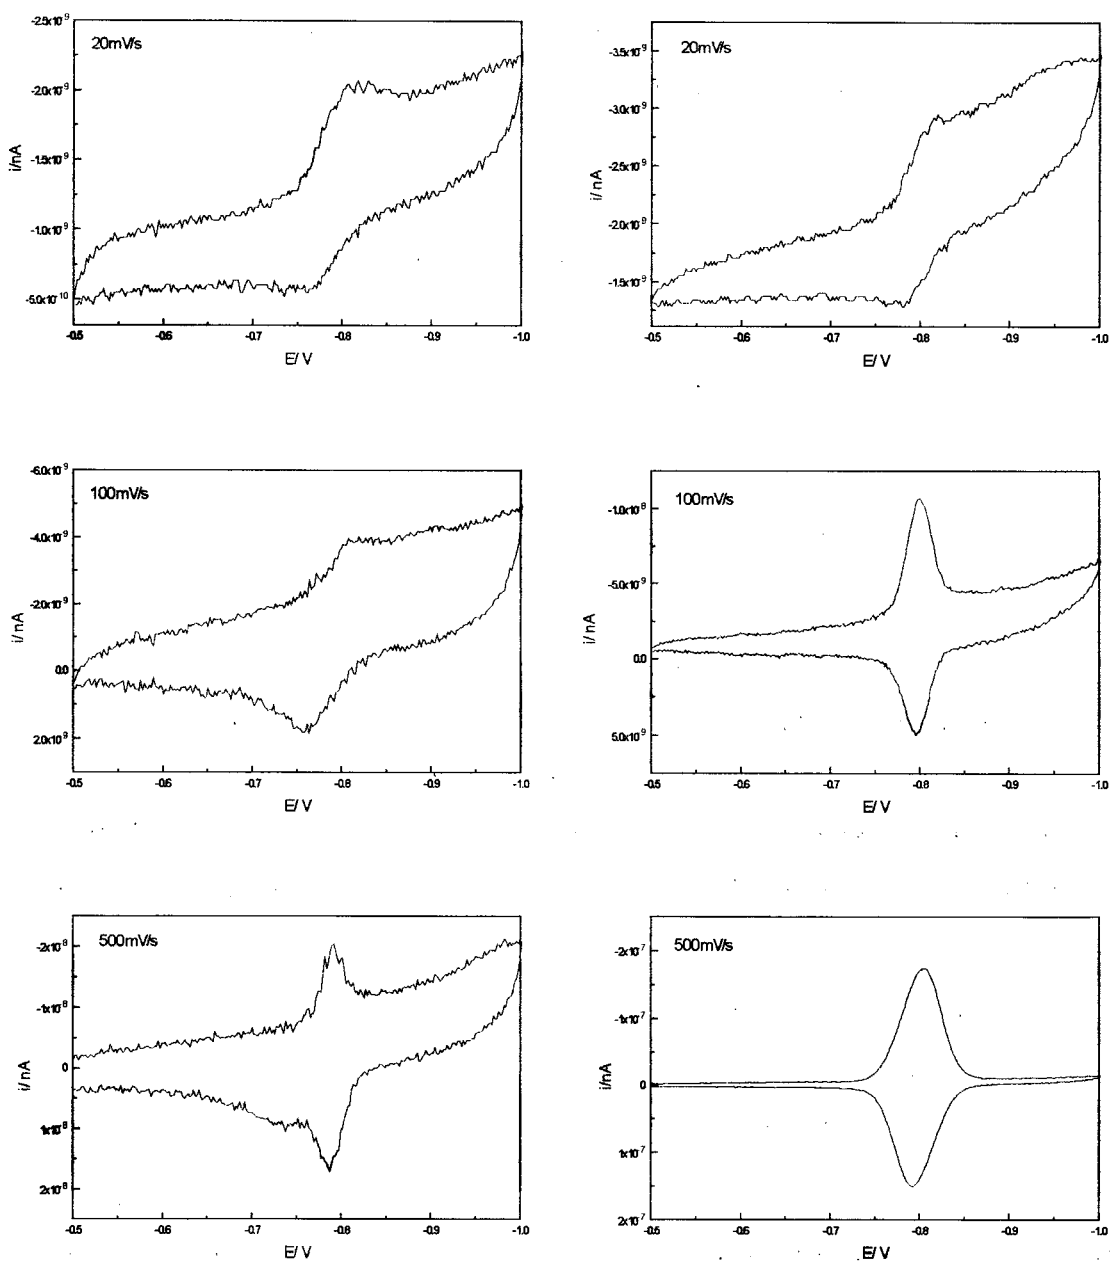 -2.5x10⁻⁹
20mV/s
-2.0x10⁻⁹
-1.5x10⁻⁹
-1.0x10⁻⁹
-5.0x10⁻¹⁰
i/nA
-0.5 -0.6 -0.7 -0.8 -0.9 -1.0
E/ V
20mV/s
-3.5x10⁻⁹
-3.0x10⁻⁹
-2.5x10⁻⁹
-2.0x10⁻⁹
-1.5x10⁻⁹
i/ nA
-0.5 -0.6 -0.7 -0.8 -0.9 -1.0
E/ V
-6.0x10⁻⁹
100mV/s
-4.0x10⁻⁹
-2.0x10⁻⁹
0.0
2.0x10⁻⁹
i/ nA
-0.5 -0.6 -0.7 -0.8 -0.9 -1.0
E/ V
100mV/s
-1.0x10⁻⁸
-5.0x10⁻⁹
0.0
5.0x10⁻⁹
i/ nA
-0.5 -0.6 -0.7 -0.8 -0.9 -1.0
E/ V
500mV/s
-2x10⁻⁸
-1x10⁻⁸
0
1x10⁻⁸
2x10⁻⁸
i/ nA
-0.5 -0.6 -0.7 -0.8 -0.9 -1.0
E/ V
500mV/s
-2x10⁻⁷
-1x10⁻⁷
0
1x10⁻⁷
2x10⁻⁷
i/nA
-0.5 -0.6 -0.7 -0.8 -0.9 -1.0
E/ V